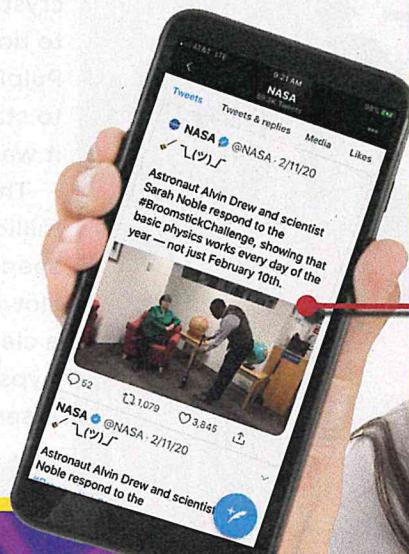 AT&T LTE
9:21 AM
98%
NASA
Tweets
Tweets & replies
Media
Likes
NASA @NASA · 2/11/20
🧹 ¯\_(ツ)_/¯
Astronaut Alvin Drew and scientist
Sarah Noble respond to the
#BroomstickChallenge, showing that
basic physics works every day of the
year — not just February 10th.
52
1,079
3,845
NASA @NASA · 2/11/20
🧹 ¯\_(ツ)_/¯
Astronaut Alvin Drew and scientist
Noble respond to the